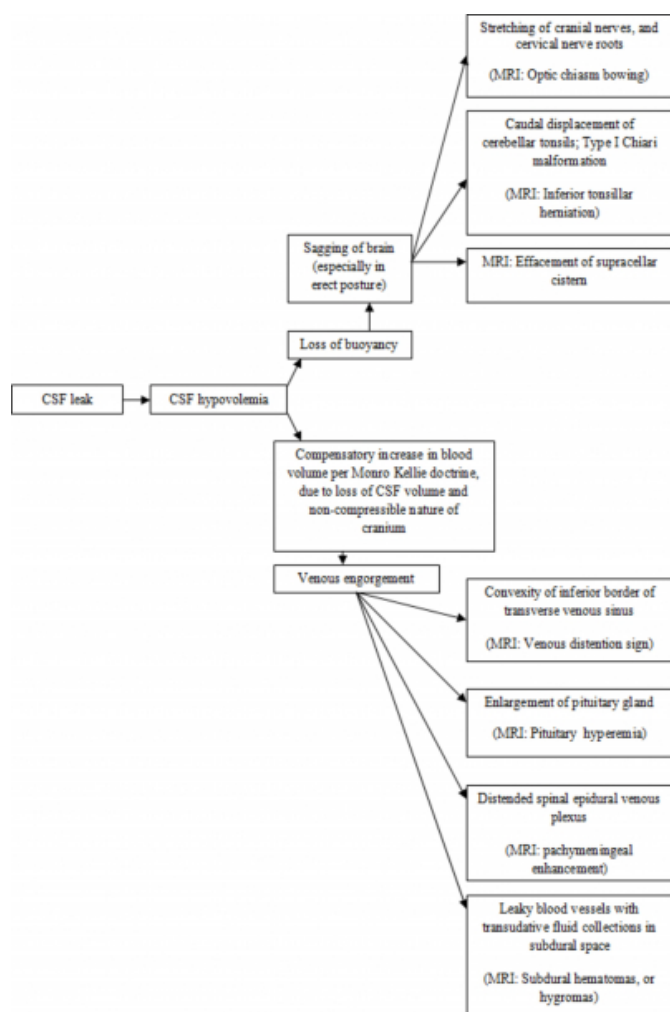 Stretching of cranial nerves, and
cervical nerve roots
(MRI: Optic chiasm bowing)
Caudal displacement of
cerebellar tonsils; Type I Chiari
malformation
(MRI: Inferior tonsillar
herniation)
Sagging of brain
(especially in
erect posture)
MRI: Effacement of supracellar
cistern
Loss of buoyancy
CSF leak
CSF hypovolemia
Compensatory increase in blood
volume per Monro Kellie doctrine,
due to loss of CSF volume and
non-compressible nature of
cranium
Venous engorgement
Convexity of inferior border of
transverse venous sinus
(MRI: Venous distention sign)
Enlargement of pituitary gland
(MRI: Pituitary hyperemia)
Distended spinal epidural venous
plexus
(MRI: pachymeningeal
enhancement)
Leaky blood vessels with
transudative fluid collections in
subdural space
(MRI: Subdural hematomas, or
hygromas)